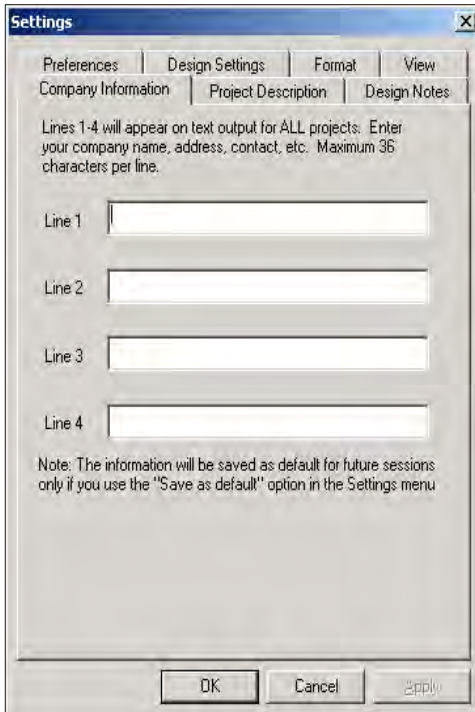 Settings
Preferences Design Settings Format View
Company Information Project Description Design Notes
Lines 1-4 will appear on text output for ALL projects. Enter
your company name, address, contact, etc. Maximum 36
characters per line.
Line 1
Line 2
Line 3
Line 4
Note: The information will be saved as default for future sessions
only if you use the "Save as default" option in the Settings menu
OK Cancel Apply